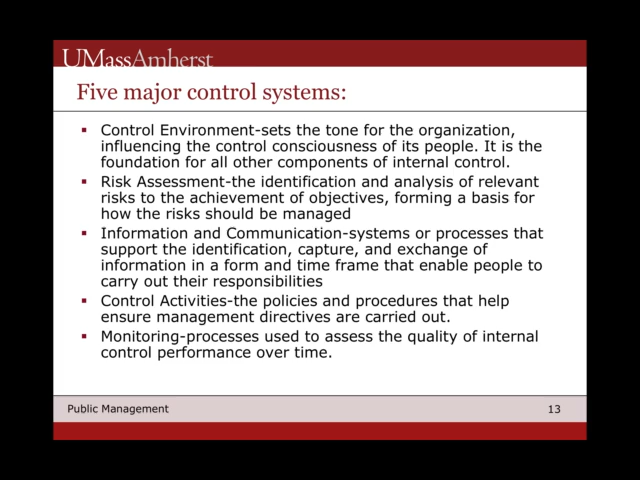 UMassAmherst
Five major control systems:
▪ Control Environment-sets the tone for the organization,
influencing the control consciousness of its people. It is the
foundation for all other components of internal control.
▪ Risk Assessment-the identification and analysis of relevant
risks to the achievement of objectives, forming a basis for
how the risks should be managed
▪ Information and Communication-systems or processes that
support the identification, capture, and exchange of
information in a form and time frame that enable people to
carry out their responsibilities
▪ Control Activities-the policies and procedures that help
ensure management directives are carried out.
▪ Monitoring-processes used to assess the quality of internal
control performance over time.
Public Management 13